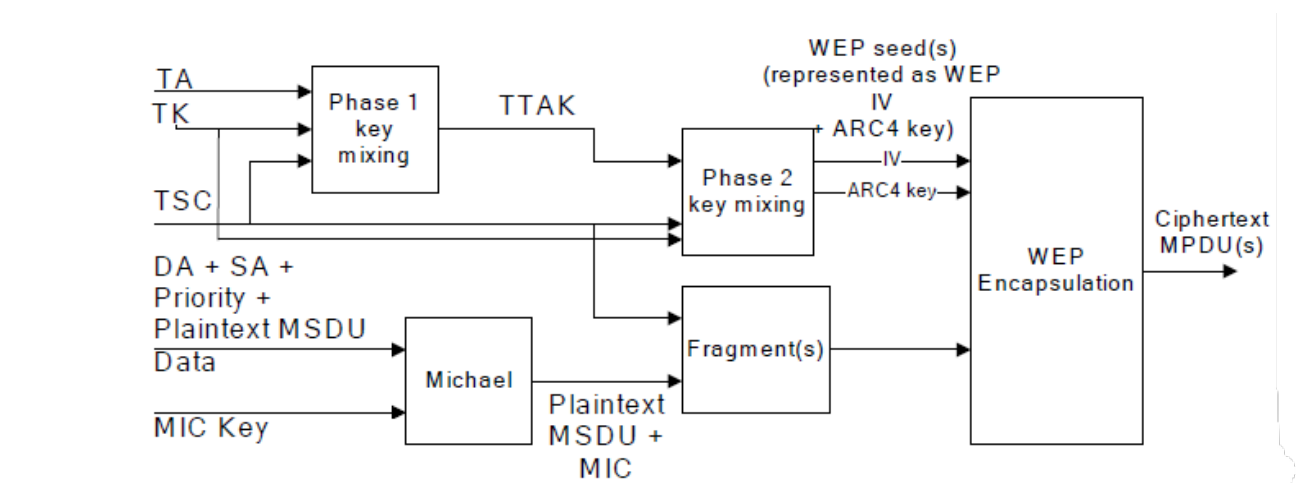 TA
TK
Phase 1
key
mixing
TTAK
WEP seed(s)
(represented as WEP
IV
+ ARC4 key)
IV
ARC4 key
Phase 2
key mixing
TSC
DA + SA +
Priority +
Plaintext MSDU
Data
MIC Key
Michael
Plaintext
MSDU +
MIC
Fragment(s)
WEP
Encapsulation
Ciphertext
MPDU(s)